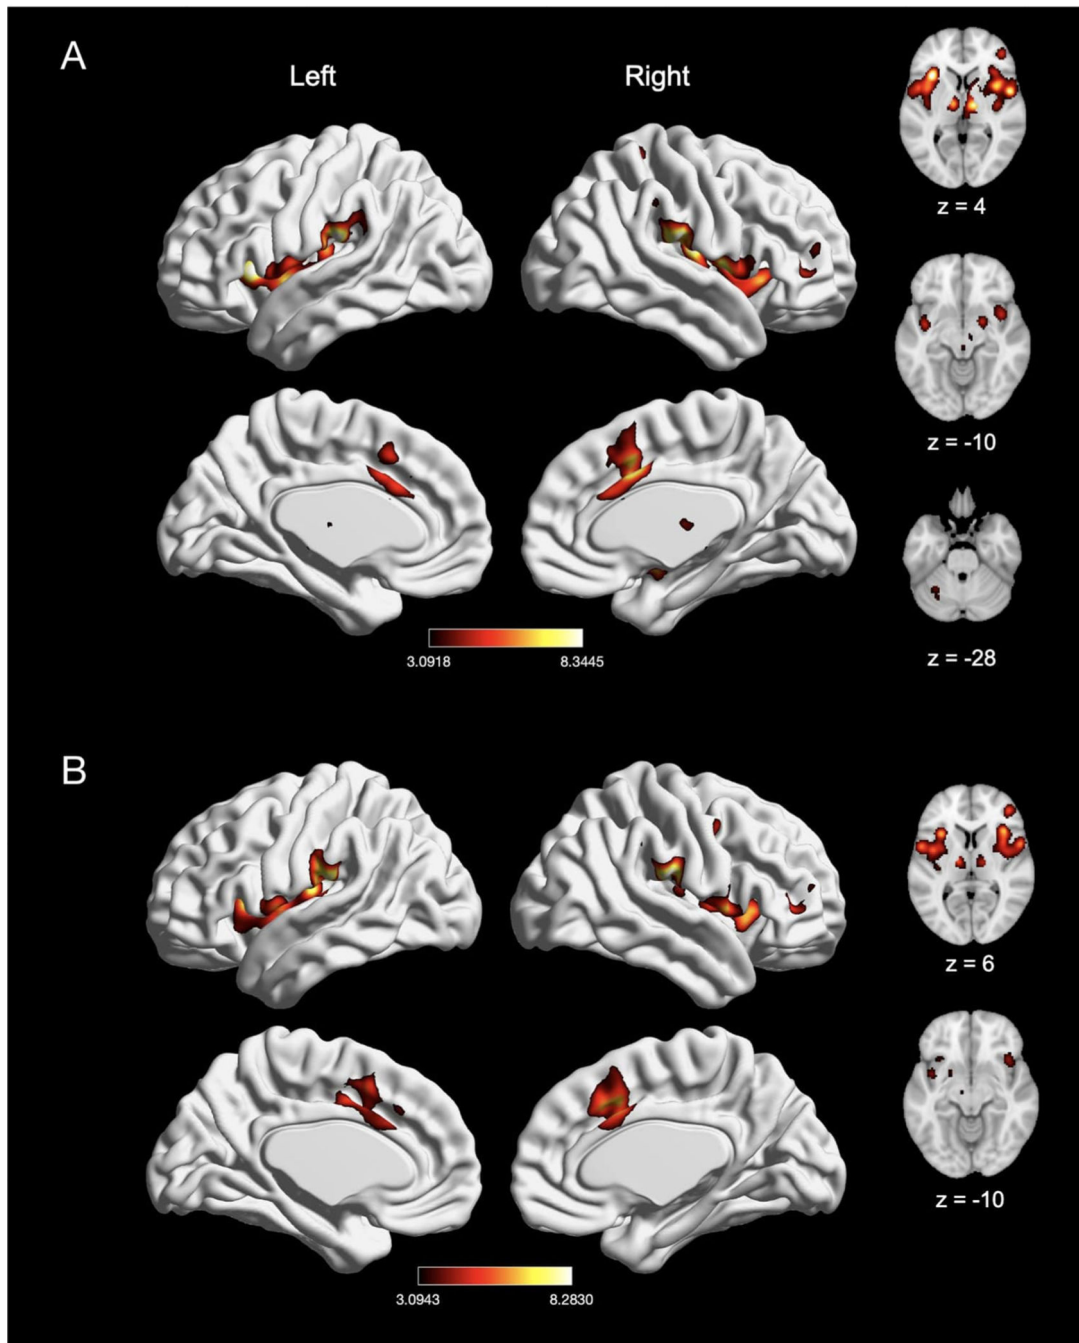 A
Left
Right
z = 4
z = -10
z = -28
3.0918
8.3445
B
z = 6
z = -10
3.0943
8.2830